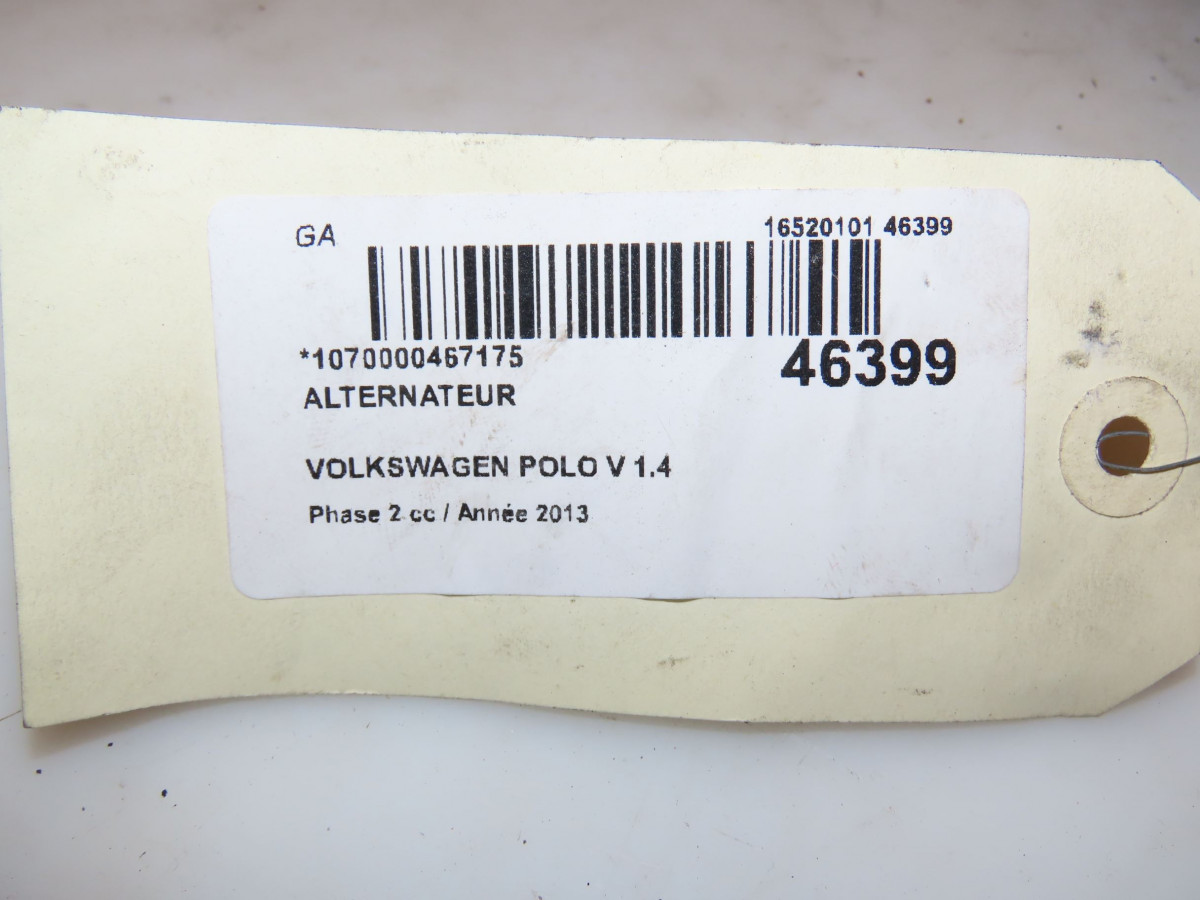 GA 16520101 46399
*1070000467175 46399
ALTERNATEUR
VOLKSWAGEN POLO V 1.4
Phase 2 cc / Année 2013